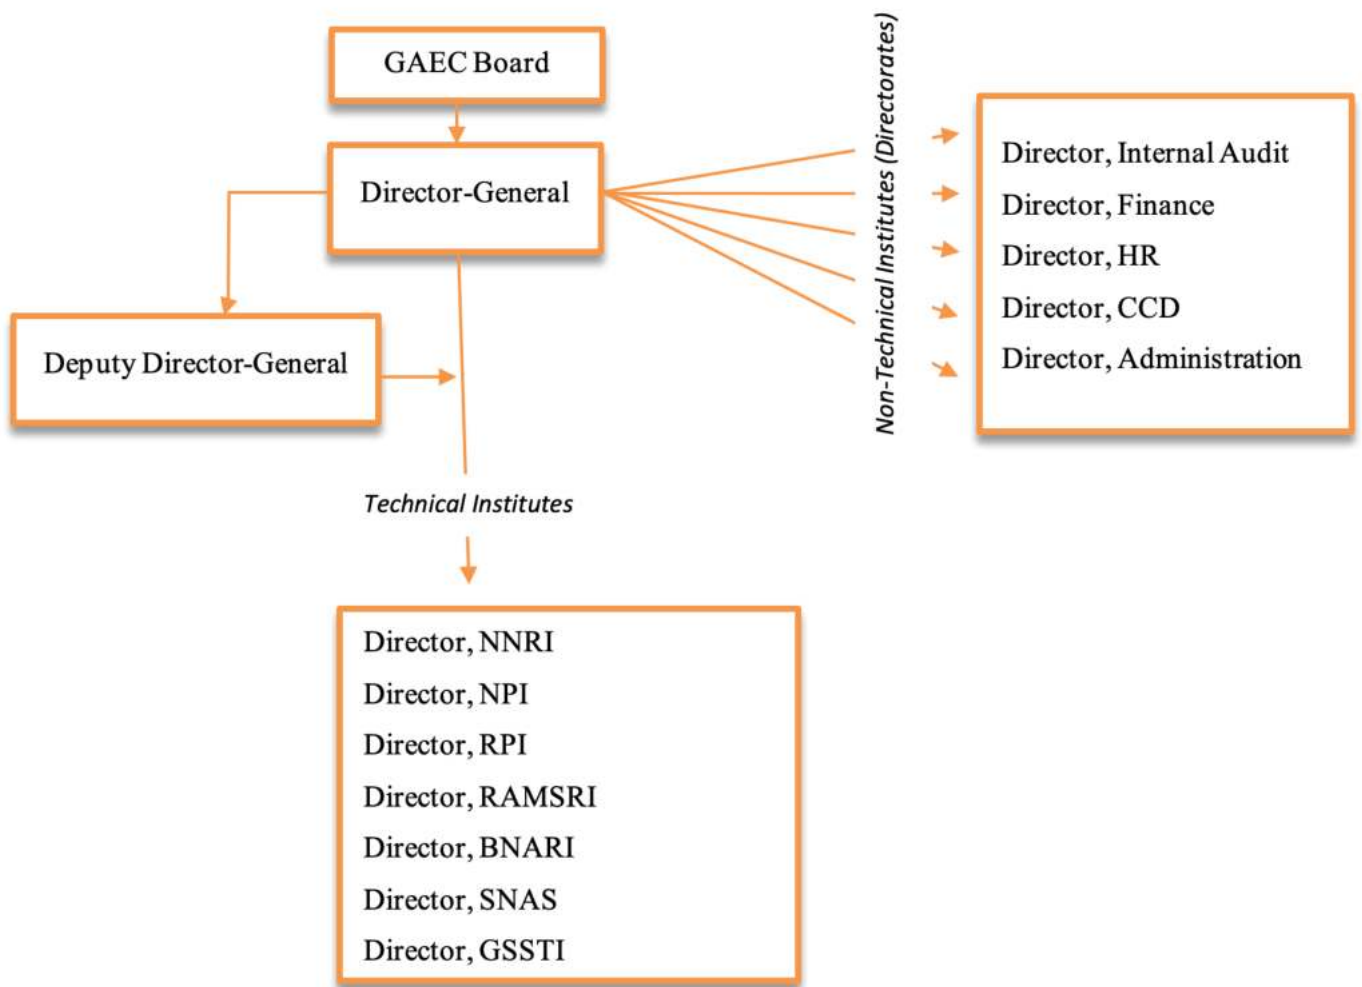 GAEC Board
Director-General
Deputy Director-General
Non-Technical Institutes (Directorates)
Director, Internal Audit
Director, Finance
Director, HR
Director, CCD
Director, Administration
Technical Institutes
Director, NNRI
Director, NPI
Director, RPI
Director, RAMSRI
Director, BNARI
Director, SNAS
Director, GSSTI